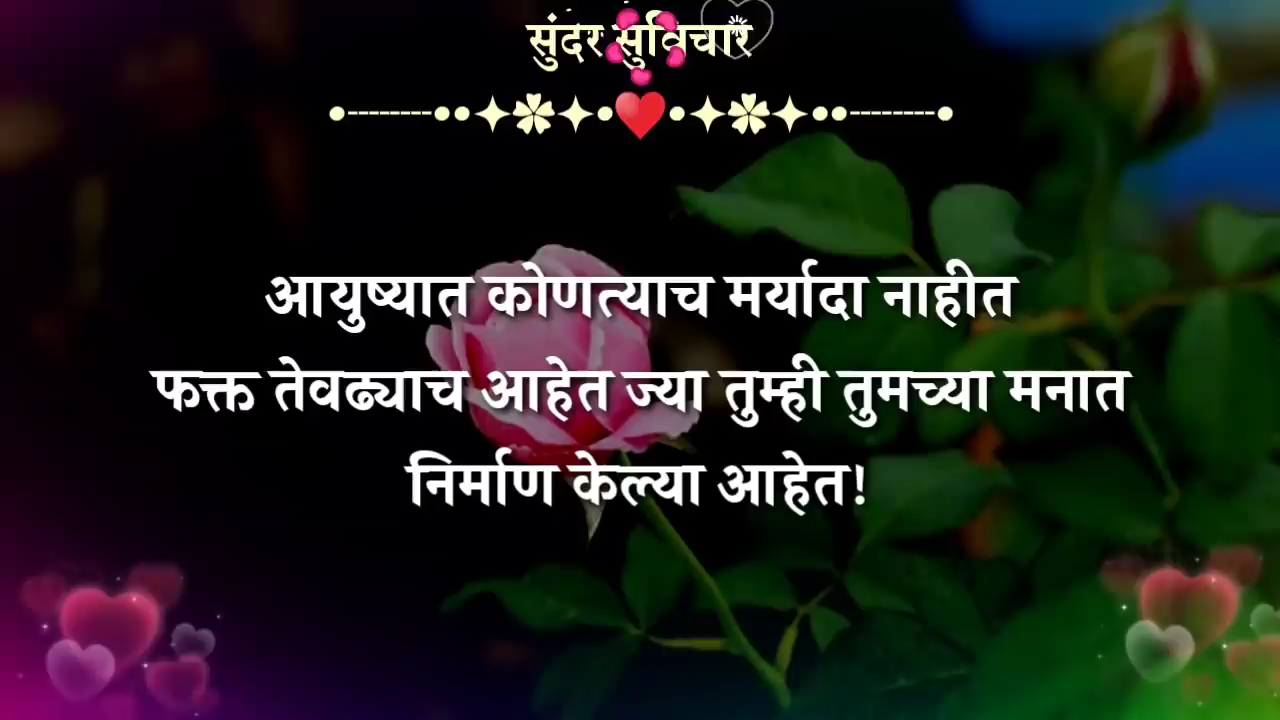 सुंदर सुविचार
•--------••✦✿✦•♥•✦✿✦••--------•
आयुष्यात कोणत्याच मर्यादा नाहीत
फक्त तेवढ्याच आहेत ज्या तुम्ही तुमच्या मनात
निर्माण केल्या आहेत!